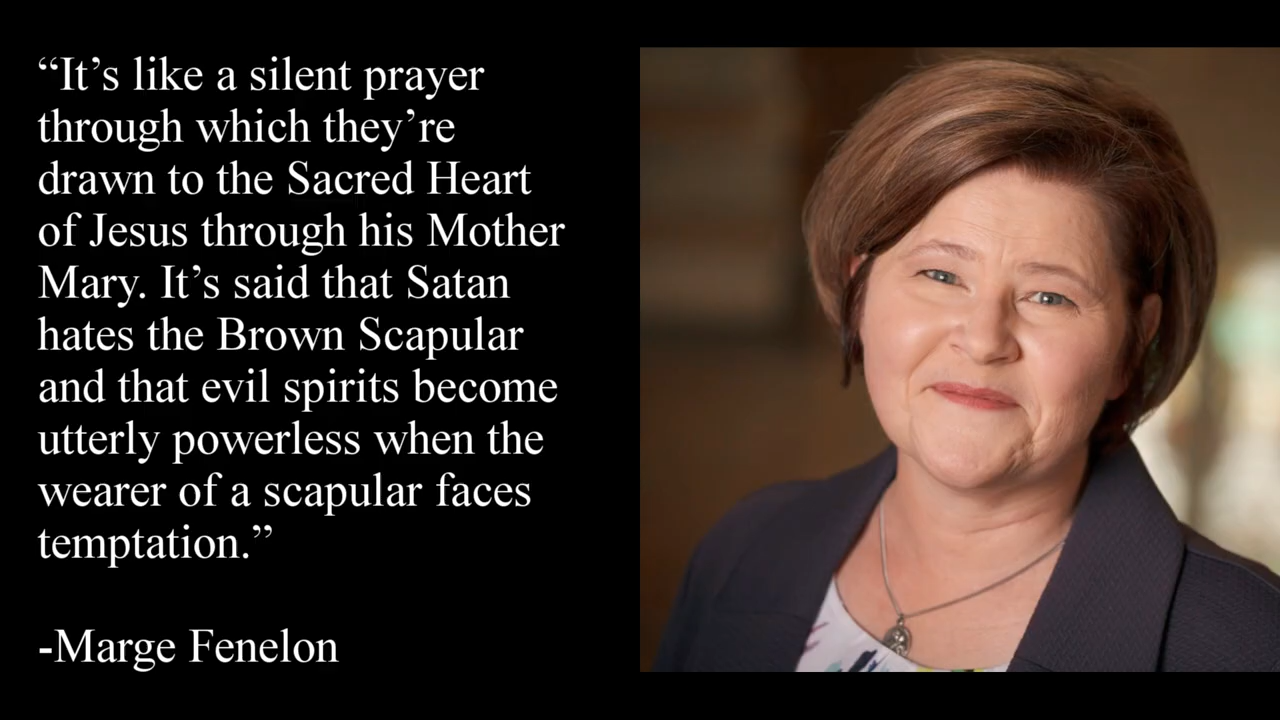 “It’s like a silent prayer
through which they’re
drawn to the Sacred Heart
of Jesus through his Mother
Mary. It’s said that Satan
hates the Brown Scapular
and that evil spirits become
utterly powerless when the
wearer of a scapular faces
temptation.”
-Marge Fenelon